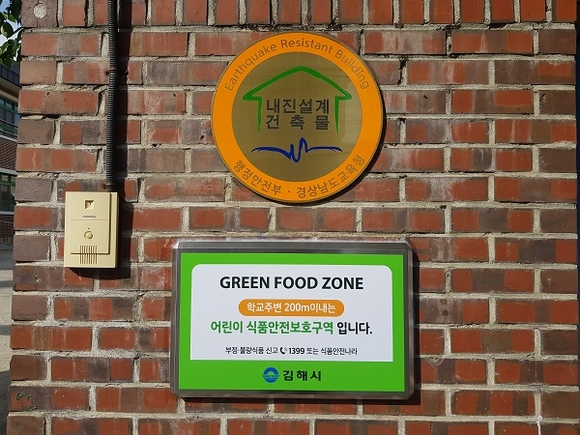 Earthquake Resistant Building
내진설계
건축물
행정안전부 · 경상남도교육청
GREEN FOOD ZONE
학교주변 200m이내는
어린이 식품안전보호구역 입니다.
부정·불량식품 신고 1399 또는 식품안전나라
김해시